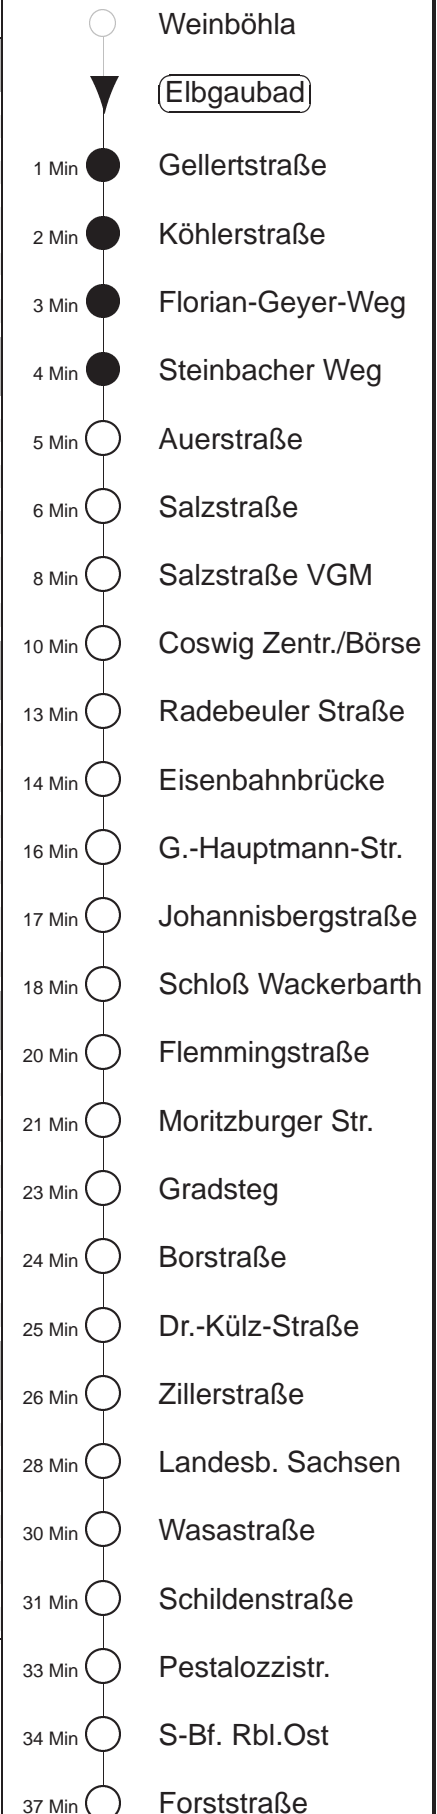 Weinböhla
Elbgaubad
1 Min Gellertstraße
2 Min Köhlerstraße
3 Min Florian-Geyer-Weg
4 Min Steinbacher Weg
5 Min Auerstraße
6 Min Salzstraße
8 Min Salzstraße VGM
10 Min Coswig Zentr./Börse
13 Min Radebeuler Straße
14 Min Eisenbahnbrücke
16 Min G.-Hauptmann-Str.
17 Min Johannisbergstraße
18 Min Schloß Wackerbarth
20 Min Flemmingstraße
21 Min Moritzburger Str.
23 Min Gradsteg
24 Min Borstraße
25 Min Dr.-Külz-Straße
26 Min Zillerstraße
28 Min Landesb. Sachsen
30 Min Wasastraße
31 Min Schildenstraße
33 Min Pestalozzistr.
34 Min S-Bf. Rbl.Ost
37 Min Forststraße